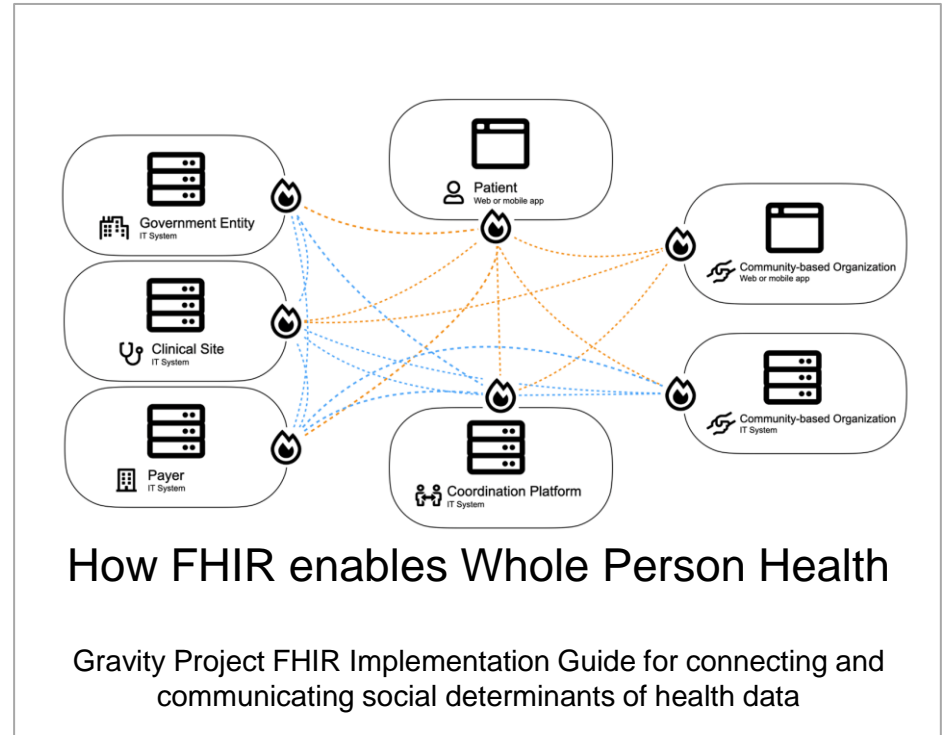 Patient
Web or mobile app
Government Entity
IT System
Community-based Organization
Web or mobile app
Clinical Site
IT System
Community-based Organization
IT System
Payer
IT System
Coordination Platform
IT System
How FHIR enables Whole Person Health
Gravity Project FHIR Implementation Guide for connecting and
communicating social determinants of health data